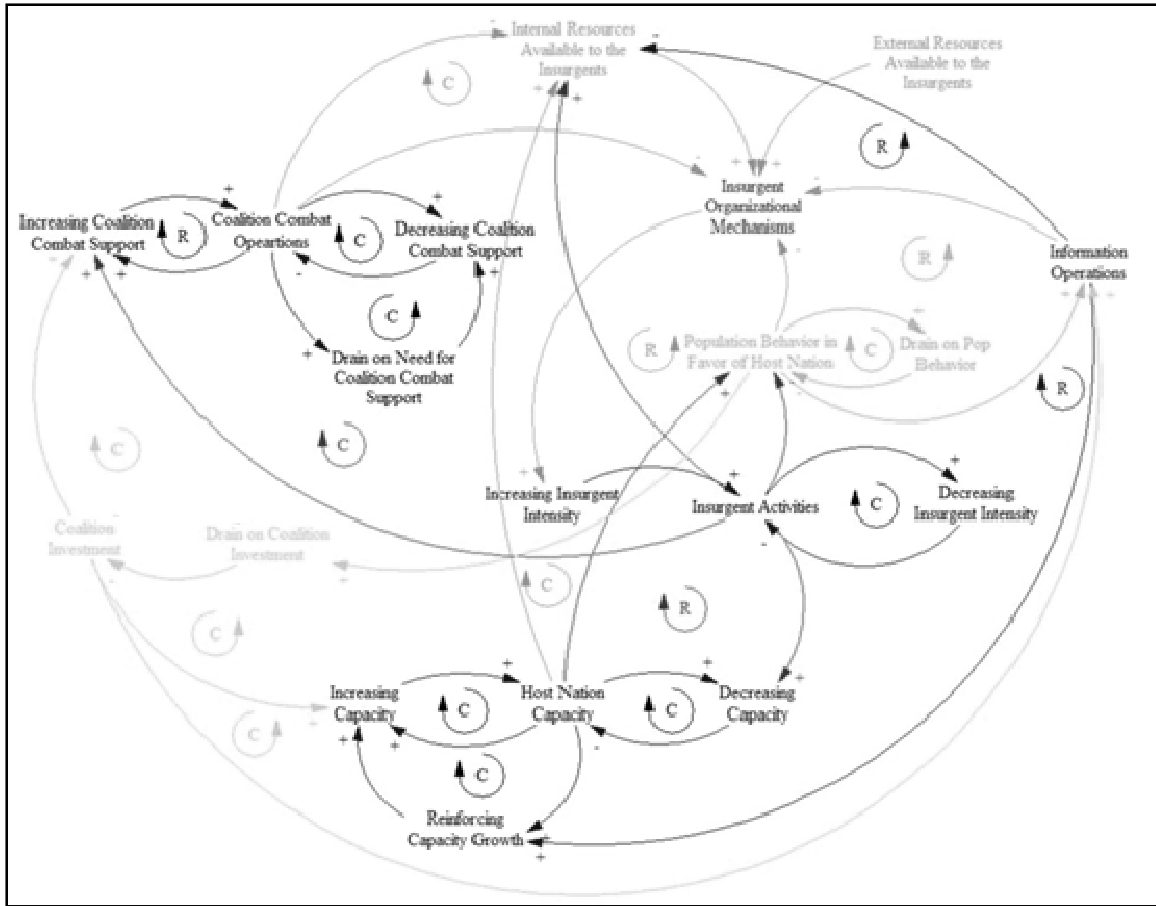 Internal Resources
Available to the
Insurgents
External Resources
Available to the
Insurgents
C
R
Insurgent
Organizational
Mechanisms
Increasing Coalition
Combat Support
R
Coalition Combat
Opeartions
C
Decreasing Coalition
Combat Support
Information
Operations
R
C
Drain on Need for
Coalition Combat
Support
R
Population Behavior in
Favor of Host Nation
C
Drain on Pop
Behavior
R
C
C
Increasing Insurgent
Intensity
Insurgent Activities
C
Decreasing
Insurgent Intensity
Coalition
Investment
Drain on Coalition
Investment
C
R
C
Increasing
Capacity
C
Host Nation
Capacity
C
Decreasing
Capacity
C
C
Reinforcing
Capacity Growth